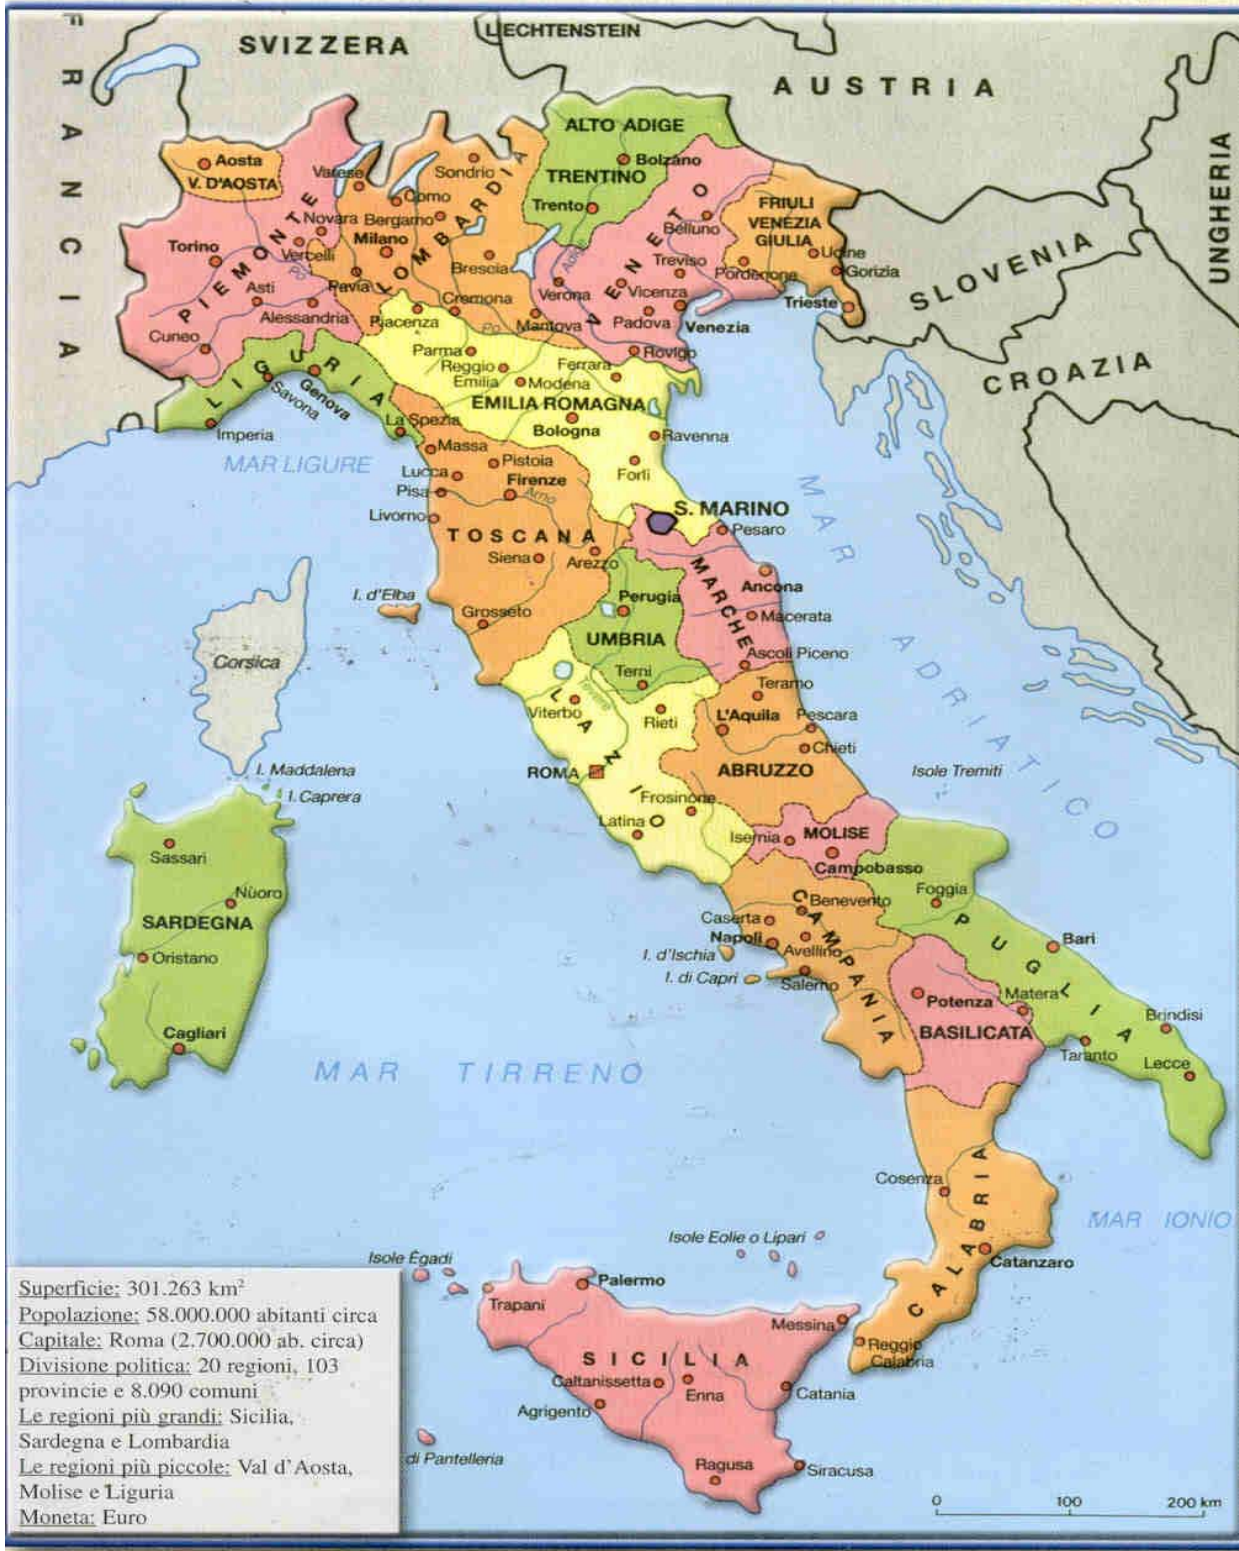 FRANCIA
SVIZZERA
LIECHTENSTEIN
AUSTRIA
UNGHERIA
SLOVENIA
CROAZIA
ALTO ADIGE
Bolzano
TRENTINO
Trento
Aosta
V. D'AOSTA
PIEMONTE
Torino
Novara
Vercelli
Asti
Alessandria
Cuneo
Po
LOMBARDIA
Varese
Como
Sondrio
Bergamo
Milano
Brescia
Pavia
Cremona
Mantova
Po
VENETO
Belluno
Treviso
Verona
Vicenza
Padova
Venezia
Rovigo
Adige
FRIULI
VENEZIA
GIULIA
Udine
Pordenone
Gorizia
Trieste
LIGURIA
Genova
Savona
Imperia
La Spezia
MAR LIGURE
Piacenza
Parma
Reggio
Emilia
Modena
Ferrara
EMILIA ROMAGNA
Bologna
Ravenna
Forlì
S. MARINO
Massa
Lucca
Pistoia
Pisa
Firenze
Arno
Livorno
TOSCANA
Siena
Arezzo
Grosseto
I. d'Elba
Corsica
Pesaro
MARCHE
Ancona
Macerata
Ascoli Piceno
Perugia
UMBRIA
Terni
LAZIO
Viterbo
Rieti
ROMA
Frosinone
Latina
Teramo
L'Aquila
Pescara
Chieti
ABRUZZO
MAR ADRIATICO
Isole Tremiti
Isernia
MOLISE
Campobasso
I. Maddalena
I. Caprera
Sassari
Nùoro
SARDEGNA
Oristano
Cagliari
CAMPANIA
Benevento
Caserta
Napoli
Avellino
Salerno
I. d'Ischia
I. di Capri
PUGLIA
Foggia
Bari
Brindisi
Taranto
Lecce
Potenza
Matera
BASILICATA
MAR TIRRENO
CALABRIA
Cosenza
Catanzaro
Reggio
Calabria
MAR IONIO
Isole Eolie o Lipari
Isole Egadi
Trapani
Palermo
Messina
SICILIA
Caltanissetta
Enna
Catania
Agrigento
Ragusa
Siracusa
di Pantelleria
Superficie: 301.263 km²
Popolazione: 58.000.000 abitanti circa
Capitale: Roma (2.700.000 ab. circa)
Divisione politica: 20 regioni, 103
provincie e 8.090 comuni
Le regioni più grandi: Sicilia,
Sardegna e Lombardia
Le regioni più piccole: Val d'Aosta,
Molise e Liguria
Moneta: Euro
0 100 200 km